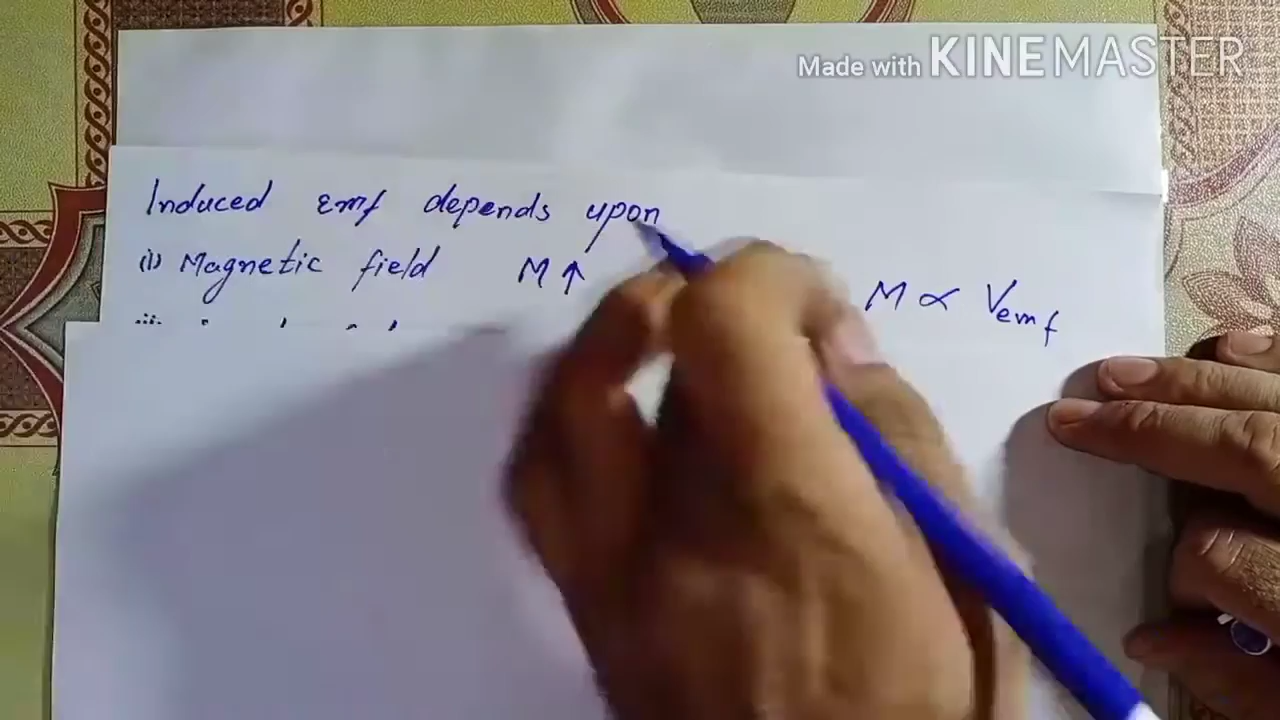 Made with KINEMASTER
Induced Emf depends upon
(i) Magnetic field M ↑
M ∝ Vemf